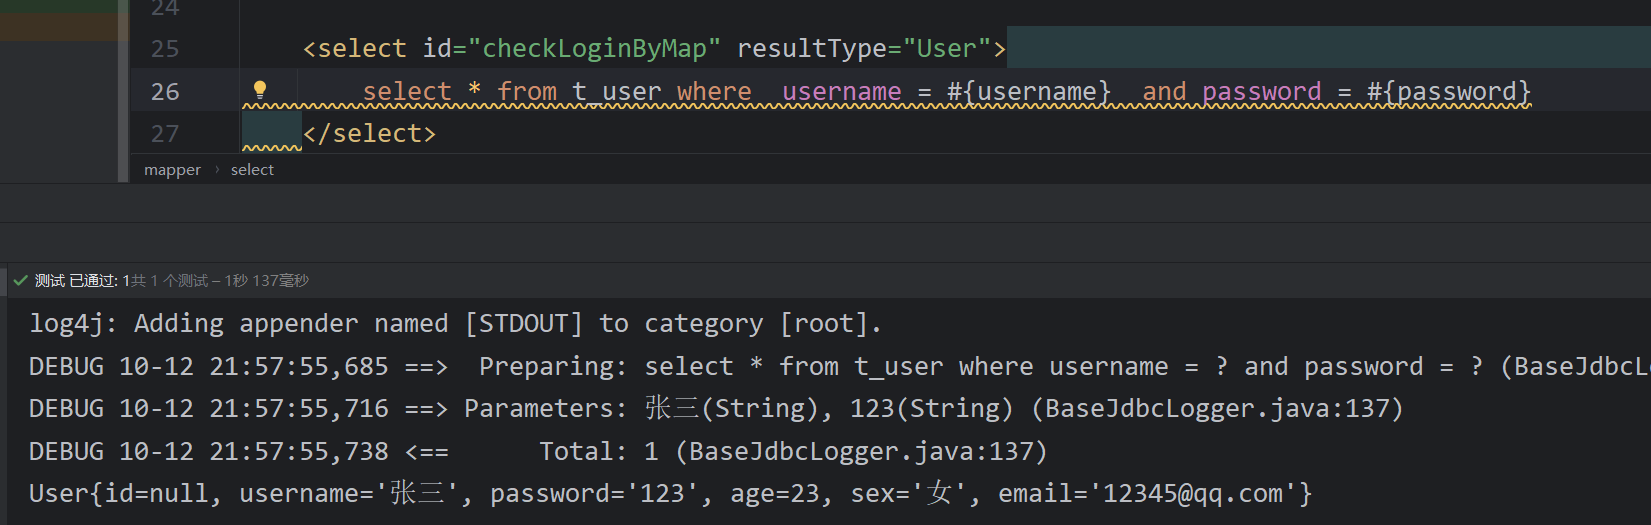 24
25 <select id="checkLoginByMap" resultType="User">
26 select * from t_user where  username = #{username}  and password = #{password}
27 </select>
mapper › select
测试 已通过: 1共 1 个测试 – 1秒 137毫秒
log4j: Adding appender named [STDOUT] to category [root].
DEBUG 10-12 21:57:55,685 ==>  Preparing: select * from t_user where username = ? and password = ? (BaseJdbcL
DEBUG 10-12 21:57:55,716 ==> Parameters: 张三(String), 123(String) (BaseJdbcLogger.java:137)
DEBUG 10-12 21:57:55,738 <==      Total: 1 (BaseJdbcLogger.java:137)
User{id=null, username='张三', password='123', age=23, sex='女', email='12345@qq.com'}